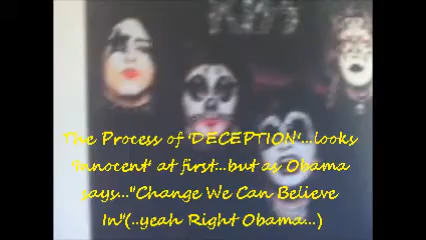 KISS
The Process of 'DECEPTION'...looks
'innocent' at first...but as Obama
says..."Change We Can Believe
In"(..yeah Right Obama...)